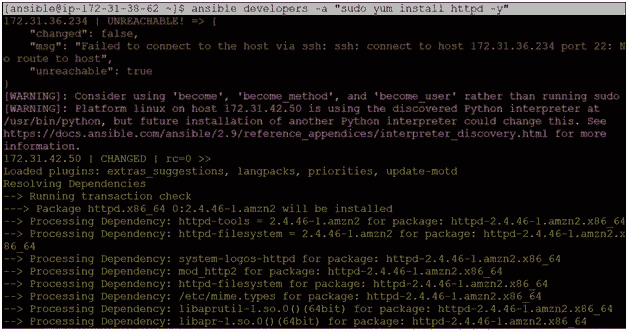 [ansible@ip-172-31-38-62 ~]$ ansible developers -a "sudo yum install httpd -y"
172.31.36.234 | UNREACHABLE! => {
    "changed": false,
    "msg": "Failed to connect to the host via ssh: ssh: connect to host 172.31.36.234 port 22: N
o route to host",
    "unreachable": true
}
[WARNING]: Consider using 'become', 'become_method', and 'become_user' rather than running sudo
[WARNING]: Platform linux on host 172.31.42.50 is using the discovered Python interpreter at
/usr/bin/python, but future installation of another Python interpreter could change this. See
https://docs.ansible.com/ansible/2.9/reference_appendices/interpreter_discovery.html for more
information.
172.31.42.50 | CHANGED | rc=0 >>
Loaded plugins: extras_suggestions, langpacks, priorities, update-motd
Resolving Dependencies
--> Running transaction check
---> Package httpd.x86_64 0:2.4.46-1.amzn2 will be installed
--> Processing Dependency: httpd-tools = 2.4.46-1.amzn2 for package: httpd-2.4.46-1.amzn2.x86_64
--> Processing Dependency: httpd-filesystem = 2.4.46-1.amzn2 for package: httpd-2.4.46-1.amzn2.x
86_64
--> Processing Dependency: system-logos-httpd for package: httpd-2.4.46-1.amzn2.x86_64
--> Processing Dependency: mod_http2 for package: httpd-2.4.46-1.amzn2.x86_64
--> Processing Dependency: httpd-filesystem for package: httpd-2.4.46-1.amzn2.x86_64
--> Processing Dependency: /etc/mime.types for package: httpd-2.4.46-1.amzn2.x86_64
--> Processing Dependency: libaprutil-1.so.0()(64bit) for package: httpd-2.4.46-1.amzn2.x86_64
--> Processing Dependency: libapr-1.so.0()(64bit) for package: httpd-2.4.46-1.amzn2.x86_64